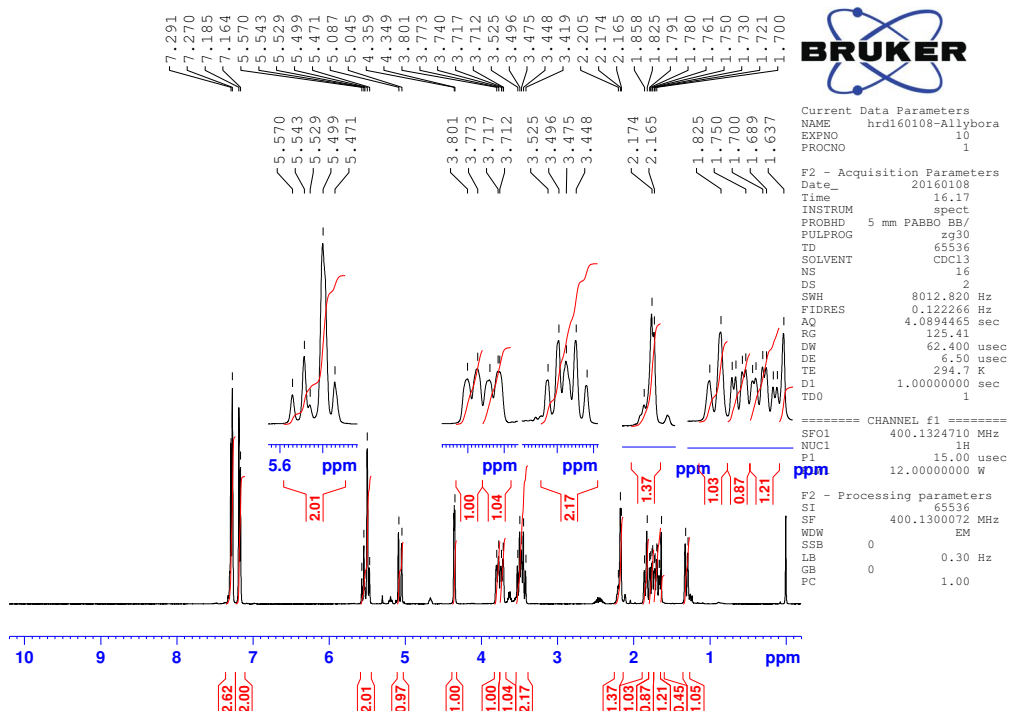 7.291
7.270
7.185
7.164
5.570
5.543
5.529
5.499
5.471
5.087
5.045
4.359
4.349
3.801
3.773
3.740
3.717
3.712
3.525
3.496
3.475
3.448
3.419
2.205
2.174
2.165
1.858
1.825
1.791
1.780
1.761
1.750
1.730
1.721
1.700
BRUKER
5.570
5.543
5.529
5.499
5.471
3.801
3.773
3.717
3.712
3.525
3.496
3.475
3.448
2.174
2.165
1.825
1.750
1.700
1.689
1.637
Current Data Parameters
NAME hrd160108-Allybora
EXPNO 10
PROCNO 1
F2 - Acquisition Parameters
Date_ 20160108
Time 16.17
INSTRUM spect
PROBHD 5 mm PABBO BB/
PULPROG zg30
TD 65536
SOLVENT CDCl3
NS 16
DS 2
SWH 8012.820 Hz
FIDRES 0.122266 Hz
AQ 4.0894465 sec
RG 125.41
DW 62.400 usec
DE 6.50 usec
TE 294.7 K
D1 1.00000000 sec
TD0 1
======== CHANNEL f1 ========
SFO1 400.1324710 MHz
NUC1 1H
P1 15.00 usec
12.00000000 W
F2 - Processing parameters
SI 65536
SF 400.1300072 MHz
WDW EM
SSB 0
LB 0.30 Hz
GB 0
PC 1.00
5.6 ppm
ppm
ppm
ppm
ppm
2.01
1.00
1.04
2.17
1.37
1.03
0.87
1.21
10 9 8 7 6 5 4 3 2 1 ppm
2.62
2.00
2.01
0.97
1.00
1.00
1.04
2.17
1.37
1.03
0.87
1.21
0.45
1.05